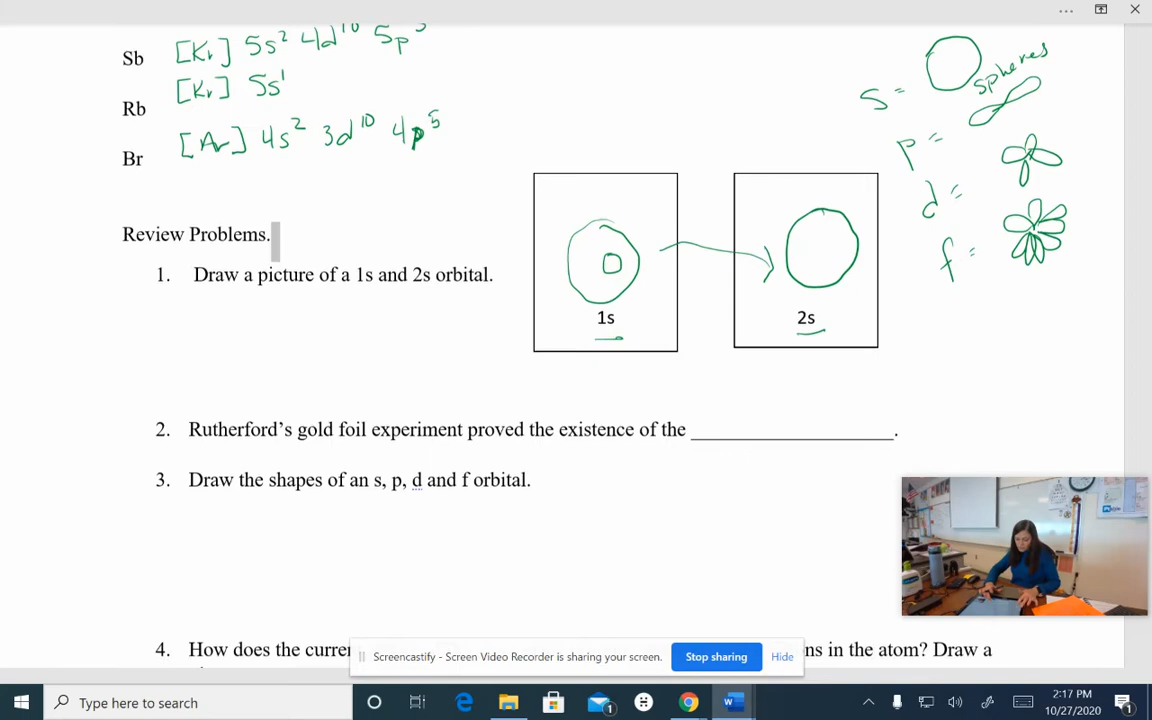 Sb [Kr] 5s² 4d¹⁰ 5p³
Rb [Kr] 5s¹
Br [Ar] 4s² 3d¹⁰ 4p⁵
s = spheres
p =
d =
f =
Review Problems.
1. Draw a picture of a 1s and 2s orbital.
1s
2s
2. Rutherford’s gold foil experiment proved the existence of the ____________________.
3. Draw the shapes of an s, p, d and f orbital.
4. How does the ns in the atom? Draw a
Screencastify - Screen Video Recorder is sharing your screen.
Stop sharing
Hide
Type here to search
2:17 PM
10/27/2020